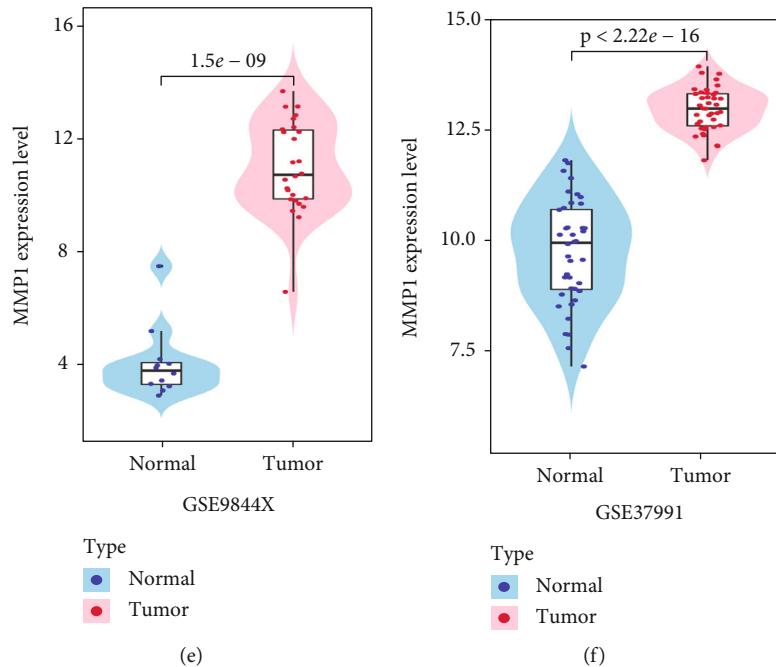 16
12
8
4
MMP1 expression level
1.5e − 09
Normal
Tumor
GSE9844X
Type
Normal
Tumor
(e)
15.0
12.5
10.0
7.5
MMP1 expression level
p < 2.22e − 16
Normal
Tumor
GSE37991
Type
Normal
Tumor
(f)